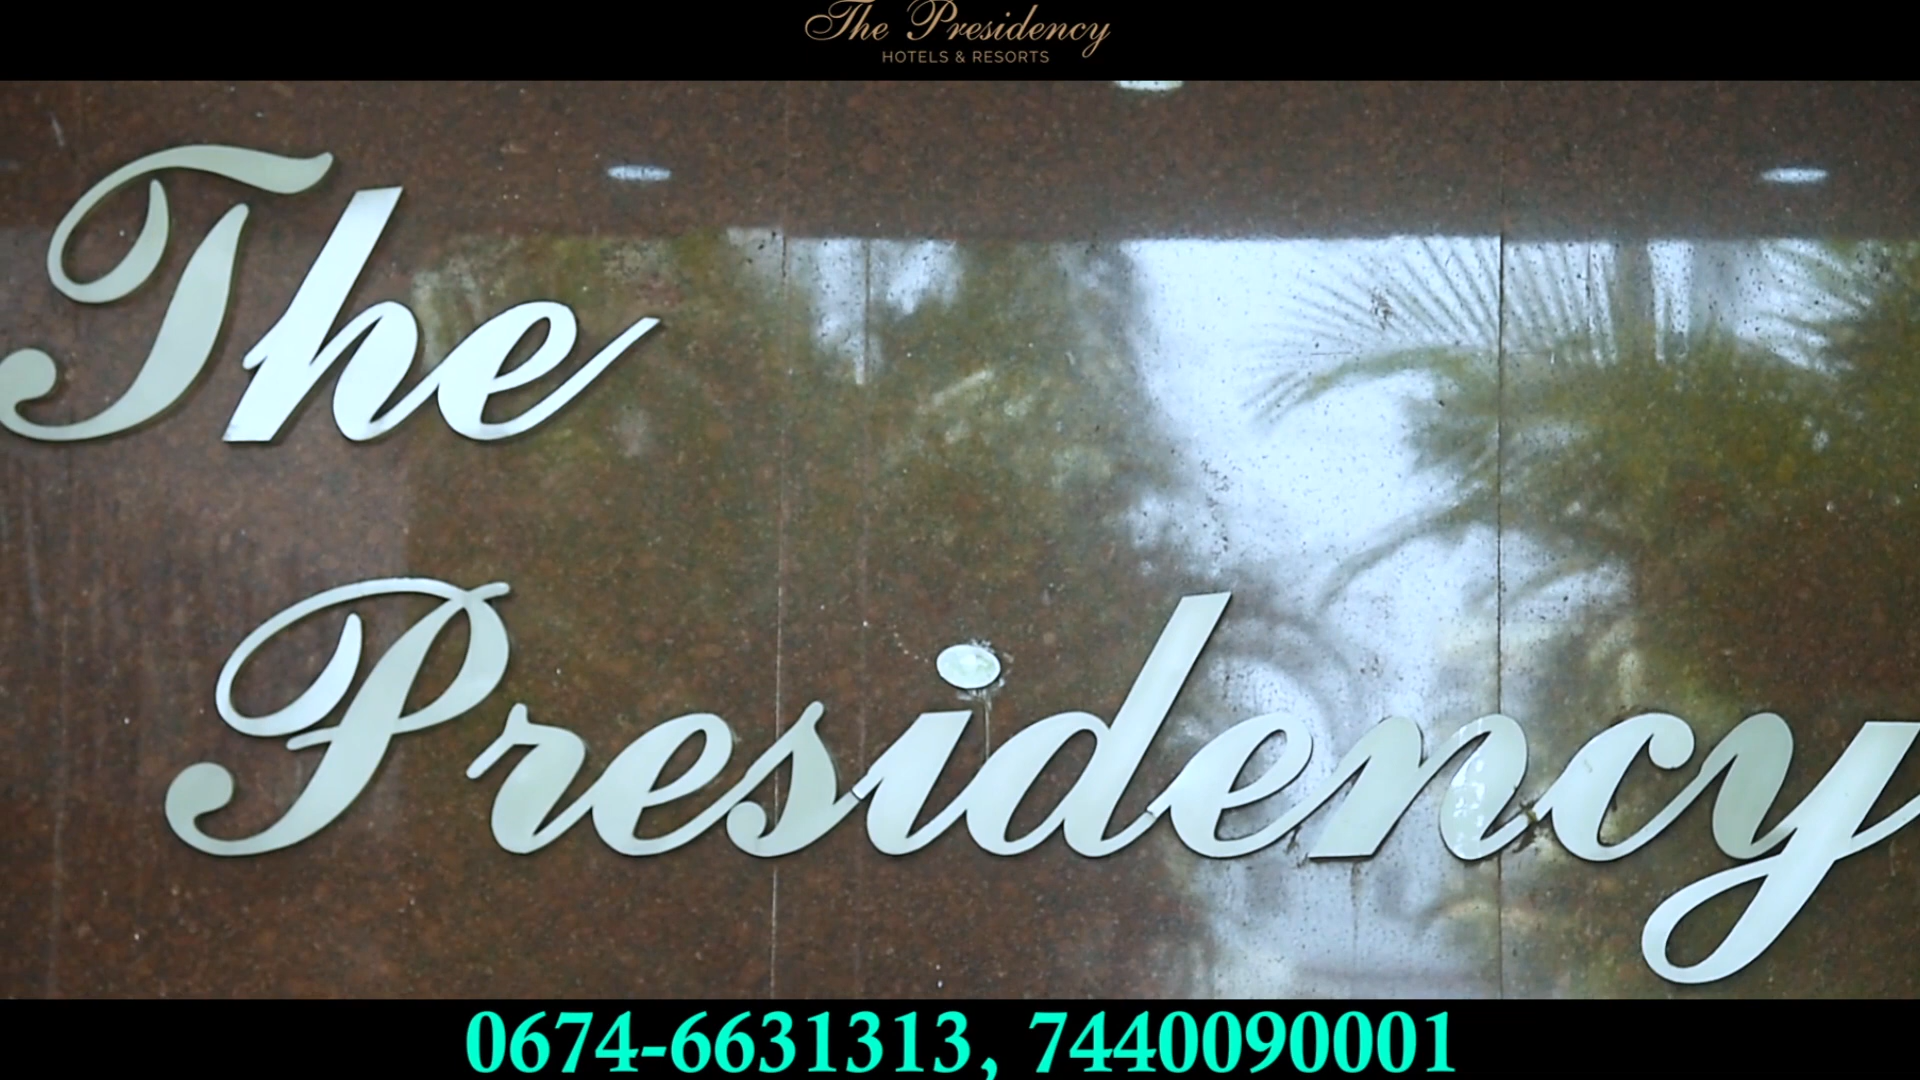 The Presidency
HOTELS & RESORTS
The
Presidency
0674-6631313, 7440090001